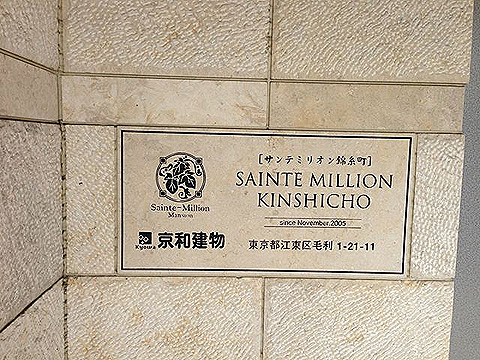 [サンテミリオン錦糸町]
SAINTE MILLION
KINSHICHO
since November.2005
東京都江東区毛利 1-21-11
Sainte-Million
Mansion
Kyowa
京和建物